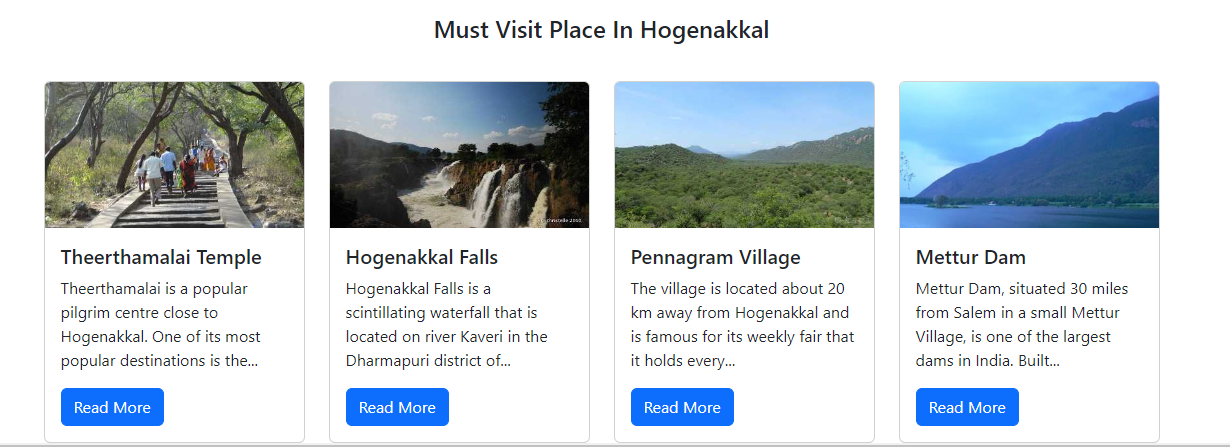 Must Visit Place In Hogenakkal
Theerthamalai Temple
Theerthamalai is a popular
pilgrim centre close to
Hogenakkal. One of its most
popular destinations is the...
Read More
Hogenakkal Falls
Hogenakkal Falls is a
scintillating waterfall that is
located on river Kaveri in the
Dharmapuri district of...
Read More
Pennagram Village
The village is located about 20
km away from Hogenakkal and
is famous for its weekly fair that
it holds every...
Read More
Mettur Dam
Mettur Dam, situated 30 miles
from Salem in a small Mettur
Village, is one of the largest
dams in India. Built...
Read More